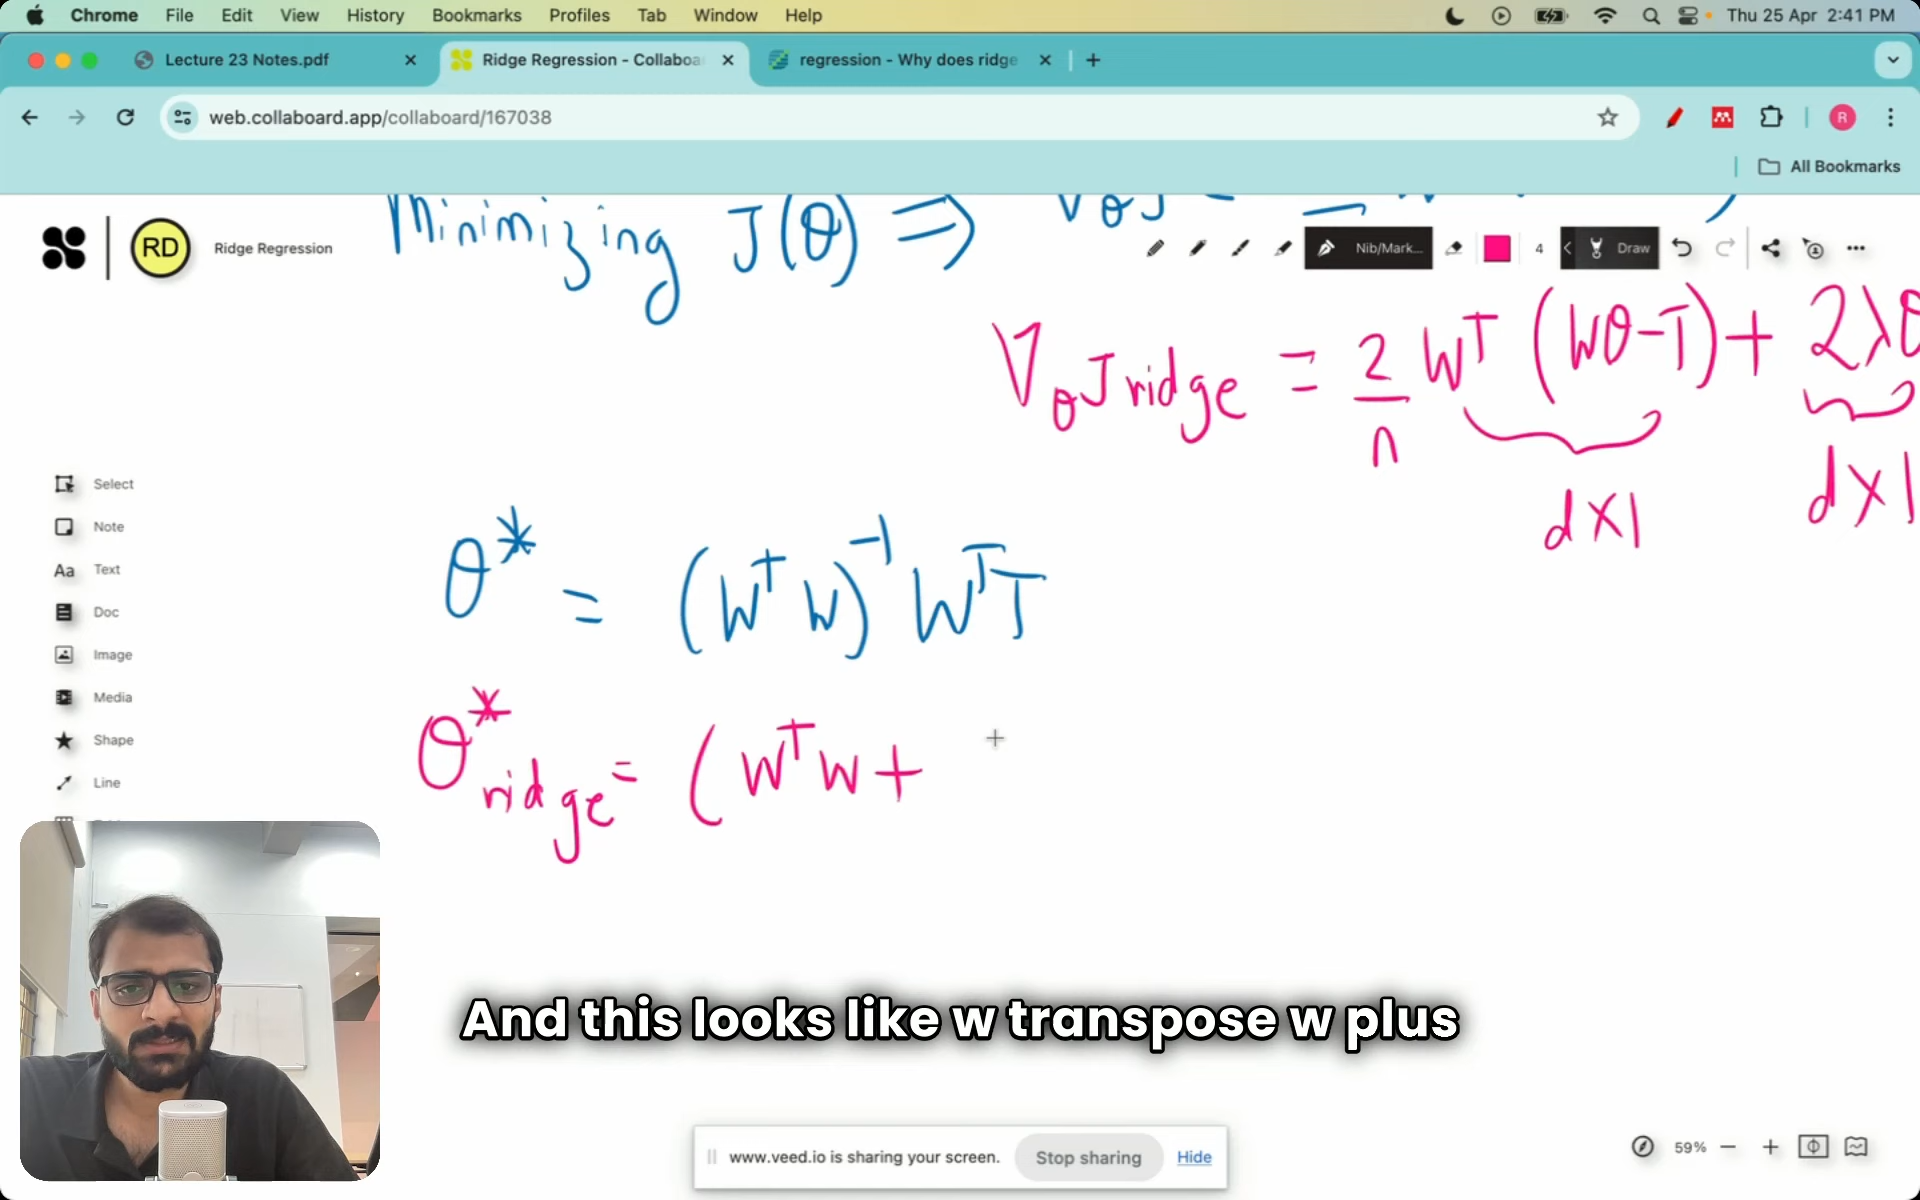 Chrome File Edit View History Bookmarks Profiles Tab Window Help Thu 25 Apr 2:41 PM
Lecture 23 Notes.pdf Ridge Regression - Collaboa regression - Why does ridge
web.collaboard.app/collaboard/167038 R
All Bookmarks
Minimizing J(θ) ⇒ ∇θJ
RD Ridge Regression Nib/Mark... 4 Draw
∇θJridge = 2/n Wᵀ (Wθ-T) + 2λθ
dx1 dx1
Select
Note
Text
Doc
Image
Media
Shape
Line
θ* = (WᵀW)⁻¹ WᵀT
θ*ridge = (WᵀW +
And this looks like w transpose w plus
www.veed.io is sharing your screen. Stop sharing Hide
59%